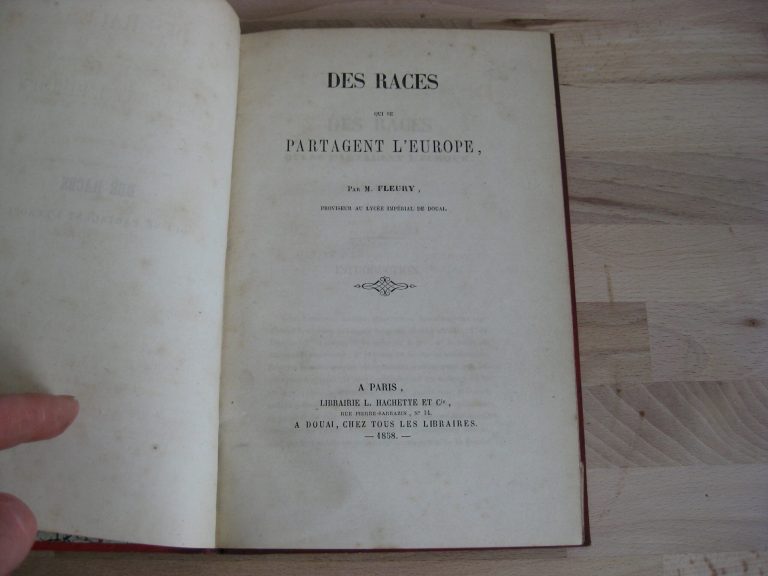 DES RACES
QUI SE
PARTAGENT L'EUROPE,
PAR M. FLEURY,
PROVISEUR AU LYCÉE IMPÉRIAL DE DOUAI.
A PARIS,
LIBRAIRIE L. HACHETTE ET Cie,
RUE PIERRE-SARRAZIN, N° 14.
A DOUAI, CHEZ TOUS LES LIBRAIRES.
— 1858. —